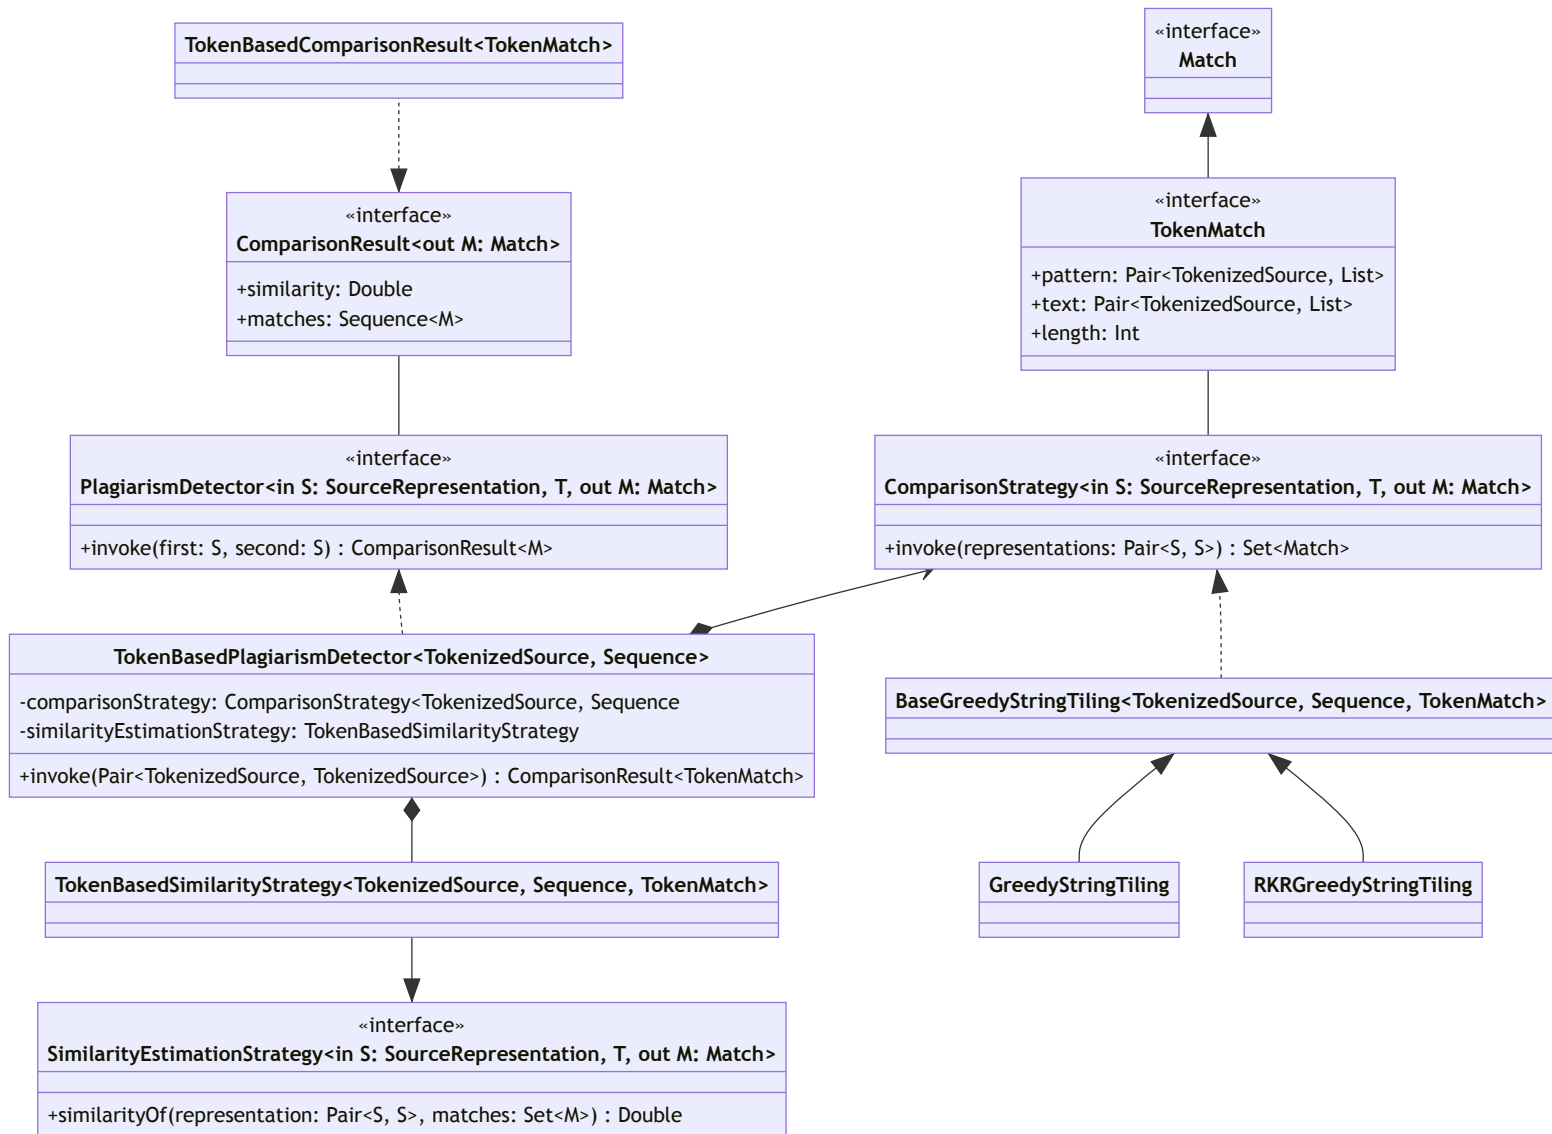 TokenBasedComparisonResult<TokenMatch>
«interface»
Match
«interface»
ComparisonResult<out M: Match>
+similarity: Double
+matches: Sequence<M>
«interface»
TokenMatch
+pattern: Pair<TokenizedSource, List>
+text: Pair<TokenizedSource, List>
+length: Int
«interface»
PlagiarismDetector<in S: SourceRepresentation, T, out M: Match>
+invoke(first: S, second: S) : ComparisonResult<M>
«interface»
ComparisonStrategy<in S: SourceRepresentation, T, out M: Match>
+invoke(representations: Pair<S, S>) : Set<Match>
TokenBasedPlagiarismDetector<TokenizedSource, Sequence>
-comparisonStrategy: ComparisonStrategy<TokenizedSource, Sequence
-similarityEstimationStrategy: TokenBasedSimilarityStrategy
+invoke(Pair<TokenizedSource, TokenizedSource>) : ComparisonResult<TokenMatch>
BaseGreedyStringTiling<TokenizedSource, Sequence, TokenMatch>
TokenBasedSimilarityStrategy<TokenizedSource, Sequence, TokenMatch>
GreedyStringTiling
RKRGreedyStringTiling
«interface»
SimilarityEstimationStrategy<in S: SourceRepresentation, T, out M: Match>
+similarityOf(representation: Pair<S, S>, matches: Set<M>) : Double